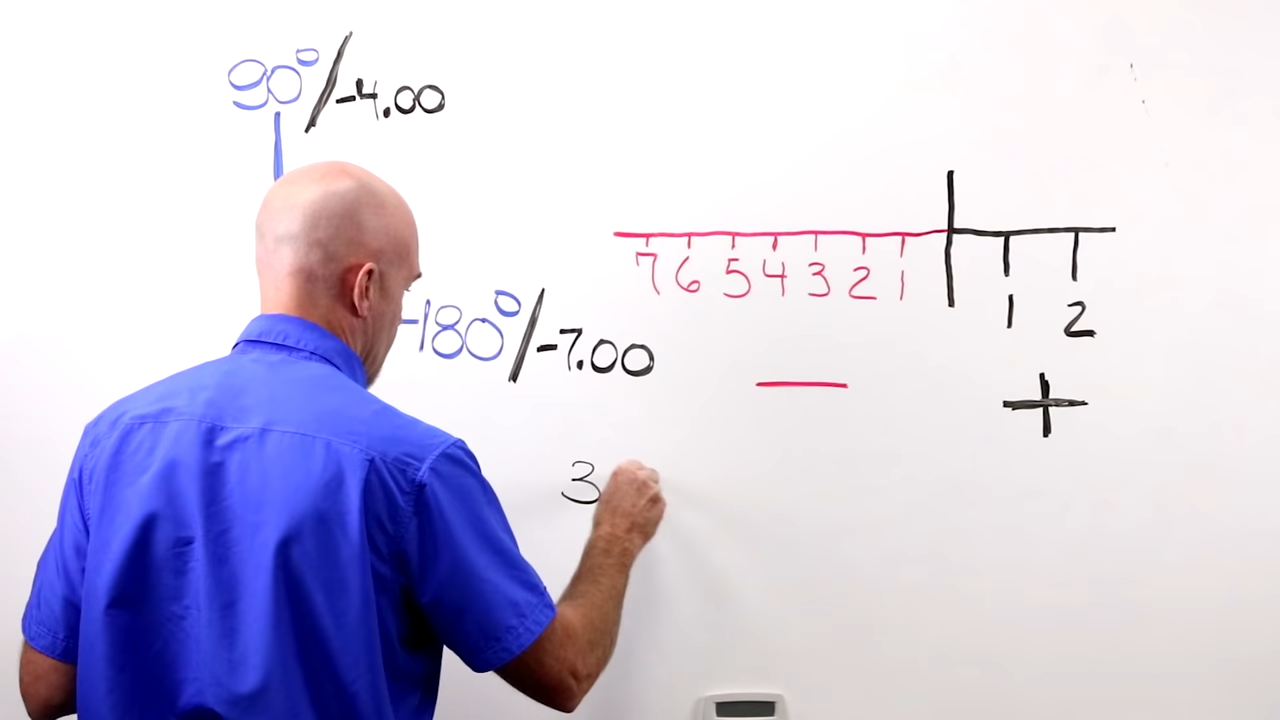 90°/-4.00
180°/-7.00
7 6 5 4 3 2 1 1 2
— +
3